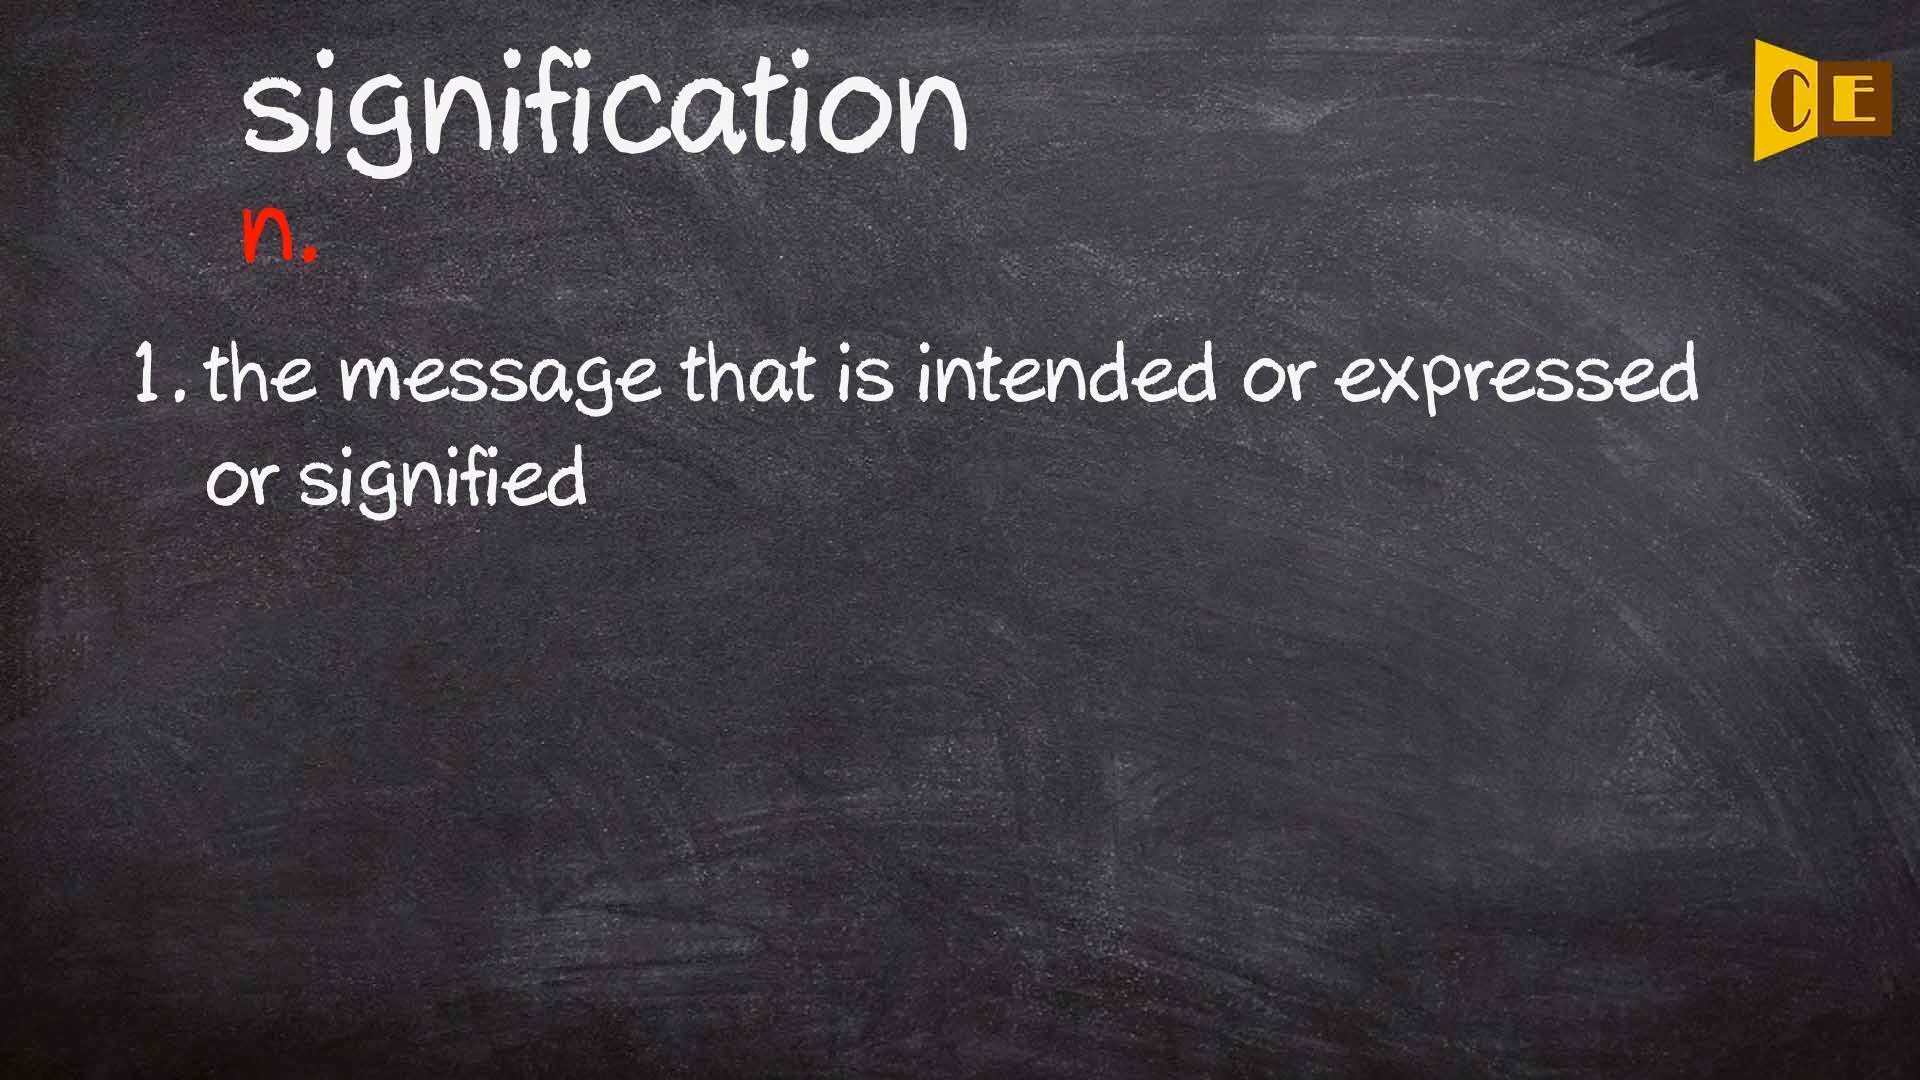 signification
CE
n.
1. the message that is intended or expressed
or signified